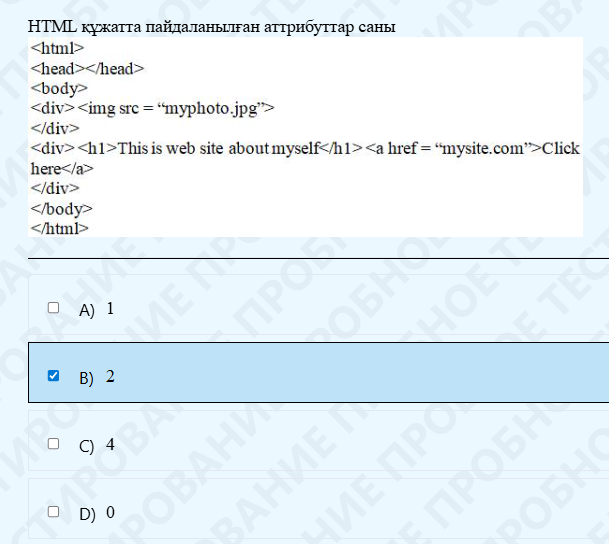 HTML құжатта пайдаланылған аттрибуттар саны
<html>
<head></head>
<body>
<div><img src = “myphoto.jpg”>
</div>
<div><h1>This is web site about myself</h1><a href = “mysite.com”>Click
here</a>
</div>
</body>
</html>
A) 1
B) 2
C) 4
D) 0